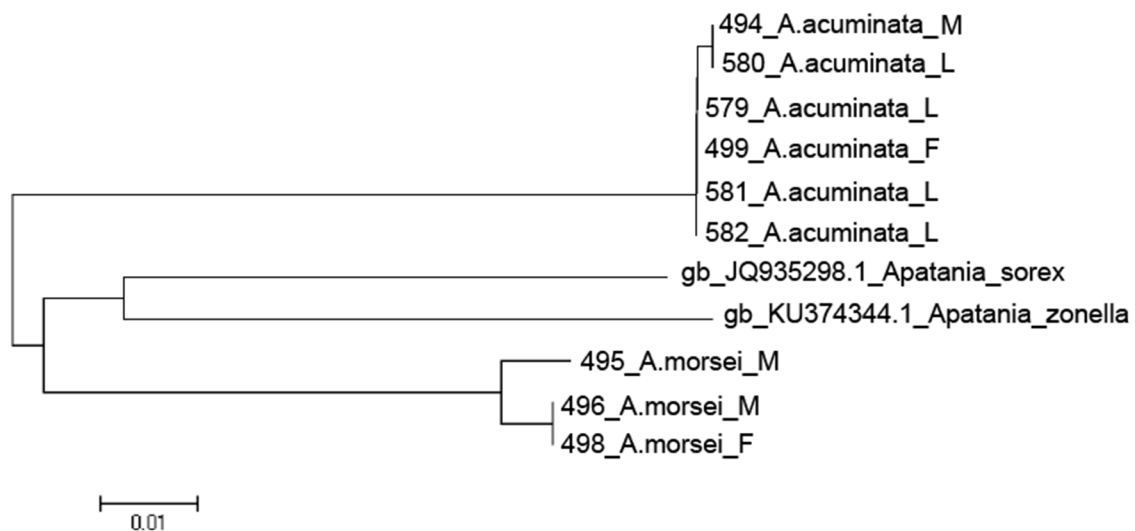 494_A.acuminata_M
580_A.acuminata_L
579_A.acuminata_L
499_A.acuminata_F
581_A.acuminata_L
582_A.acuminata_L
gb_JQ935298.1_Apatania_sorex
gb_KU374344.1_Apatania_zonella
495_A.morsei_M
496_A.morsei_M
498_A.morsei_F
0.01